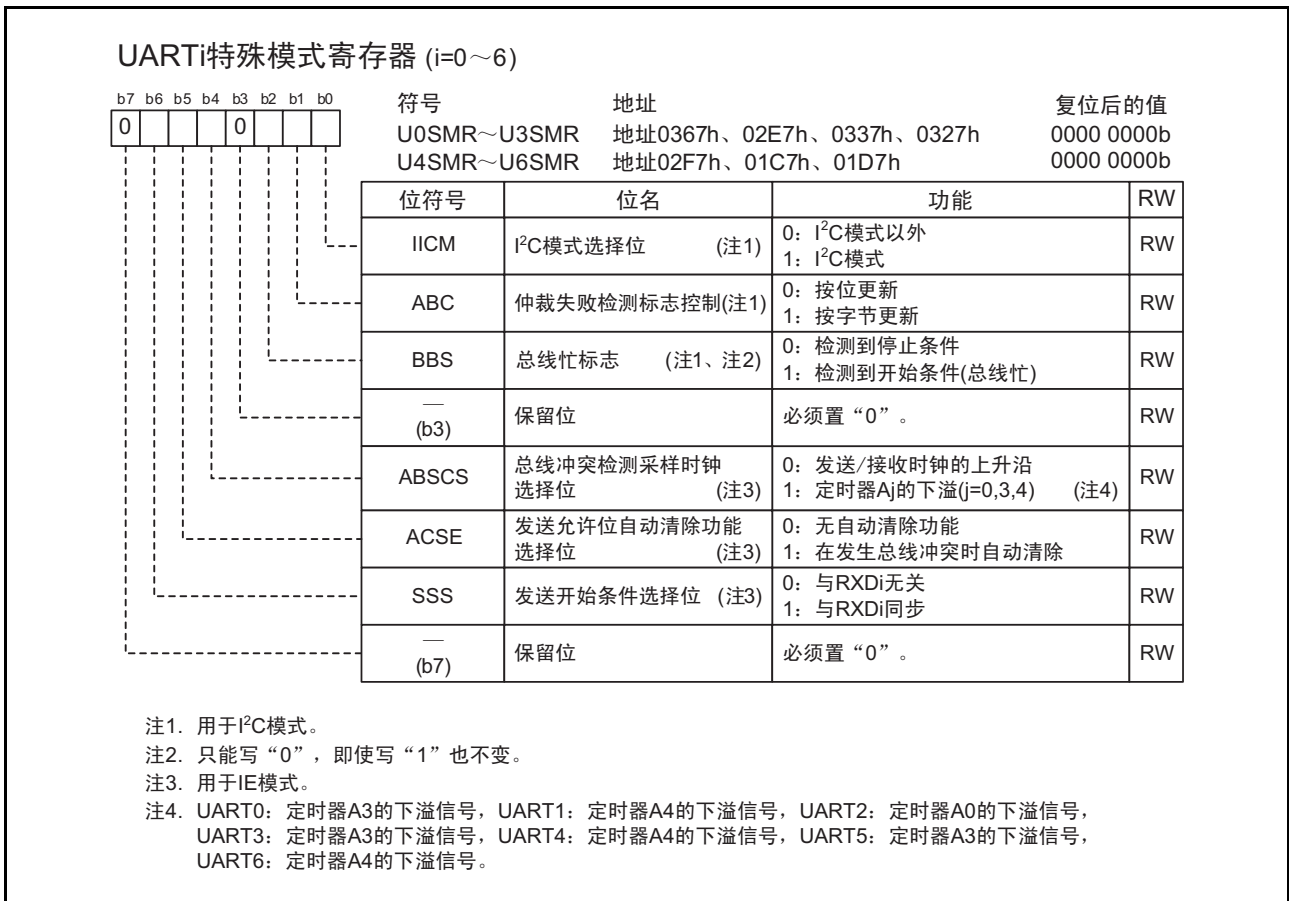 UARTi特殊模式寄存器 (i=0～6)
b7 b6 b5 b4 b3 b2 b1 b0
0 0
符号 地址 复位后的值
U0SMR～U3SMR 地址0367h、02E7h、0337h、0327h 0000 0000b
U4SMR～U6SMR 地址02F7h、01C7h、01D7h 0000 0000b
位符号 位名 功能 RW
IICM I²C模式选择位 (注1) 0：I²C模式以外 RW
1：I²C模式
ABC 仲裁失败检测标志控制(注1) 0：按位更新 RW
1：按字节更新
BBS 总线忙标志 (注1、注2) 0：检测到停止条件 RW
1：检测到开始条件(总线忙)
— 保留位 必须置“0”。 RW
(b3)
ABSCS 总线冲突检测采样时钟 0：发送/接收时钟的上升沿 RW
选择位 (注3) 1：定时器Aj的下溢(j=0,3,4) (注4)
ACSE 发送允许位自动清除功能 0：无自动清除功能 RW
选择位 (注3) 1：在发生总线冲突时自动清除
SSS 发送开始条件选择位 (注3) 0：与RXDi无关 RW
1：与RXDi同步
— 保留位 必须置“0”。 RW
(b7)
注1. 用于I²C模式。
注2. 只能写“0”，即使写“1”也不变。
注3. 用于IE模式。
注4. UART0：定时器A3的下溢信号，UART1：定时器A4的下溢信号，UART2：定时器A0的下溢信号，
UART3：定时器A3的下溢信号，UART4：定时器A4的下溢信号，UART5：定时器A3的下溢信号，
UART6：定时器A4的下溢信号。